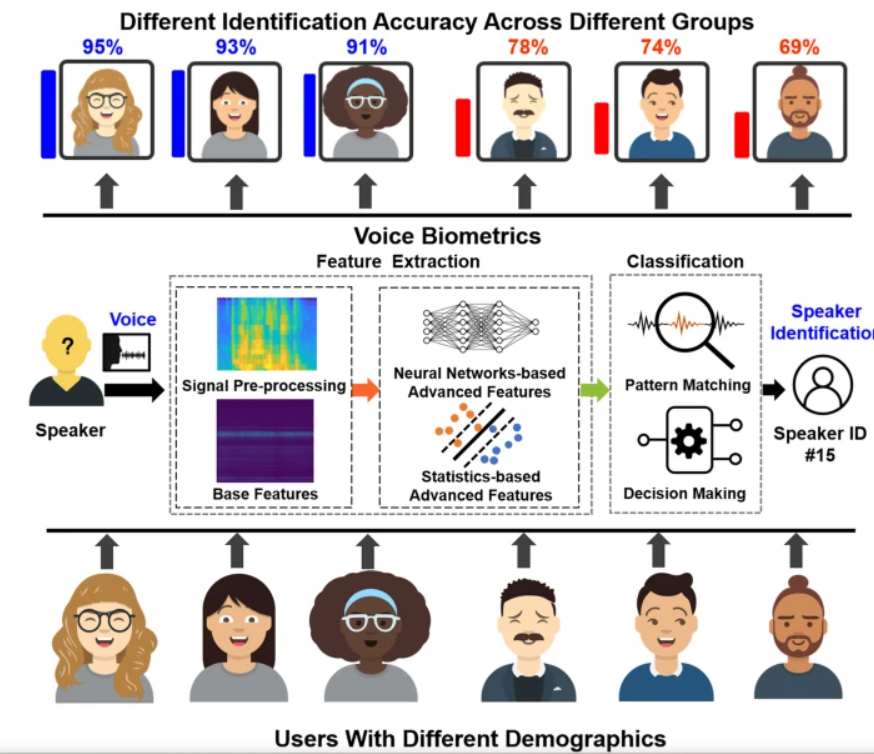 Different Identification Accuracy Across Different Groups
95% 93% 91% 78% 74% 69%
Voice Biometrics
Feature Extraction
Classification
Voice
?
Speaker
Signal Pre-processing
Base Features
Neural Networks-based
Advanced Features
Statistics-based
Advanced Features
Pattern Matching
Decision Making
Speaker
Identification
Speaker ID
#15
Users With Different Demographics